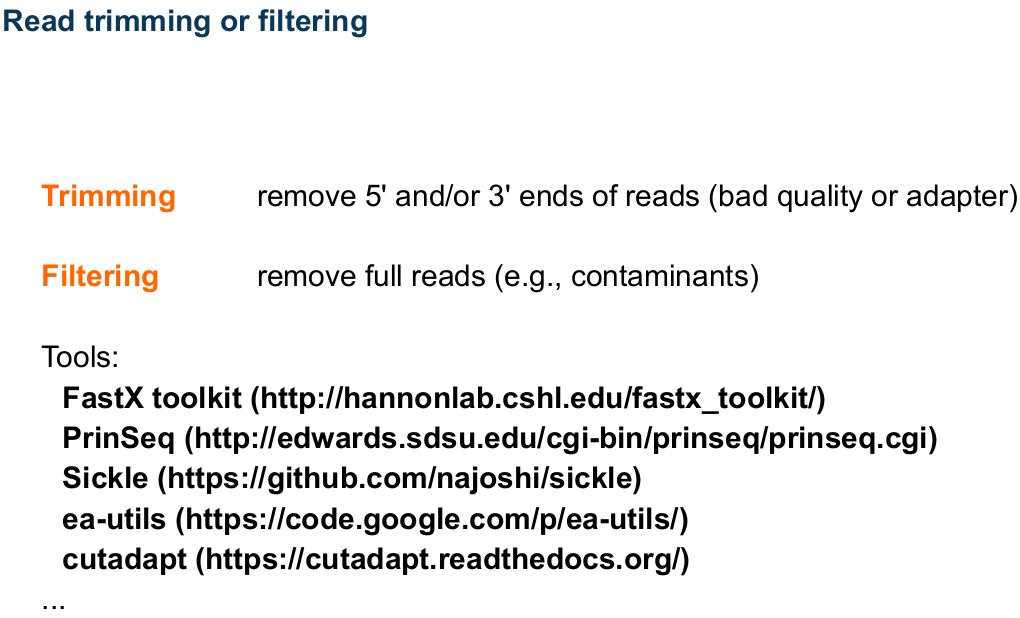 Read trimming or filtering
Trimming remove 5' and/or 3' ends of reads (bad quality or adapter)
Filtering remove full reads (e.g., contaminants)
Tools:
FastX toolkit (http://hannonlab.cshl.edu/fastx_toolkit/)
PrinSeq (http://edwards.sdsu.edu/cgi-bin/prinseq/prinseq.cgi)
Sickle (https://github.com/najoshi/sickle)
ea-utils (https://code.google.com/p/ea-utils/)
cutadapt (https://cutadapt.readthedocs.org/)
...